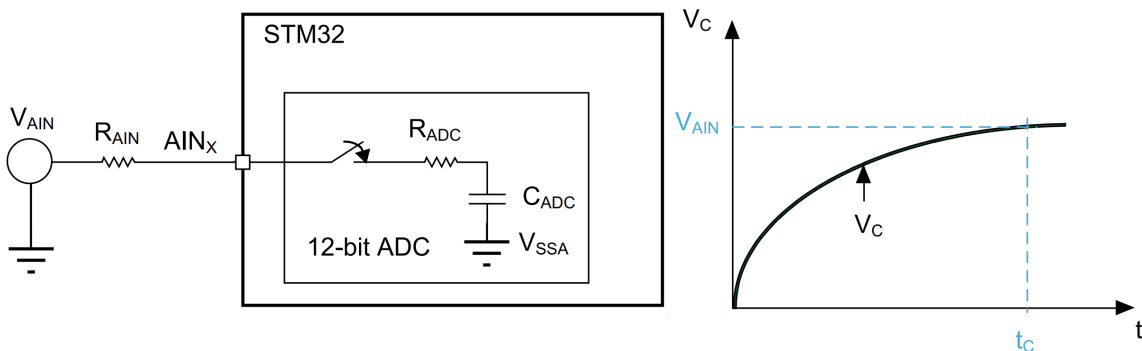 STM32
V_AIN
R_AIN
AIN_X
R_ADC
C_ADC
V_SSA
12-bit ADC
V_C
V_AIN
V_C
t_C
t